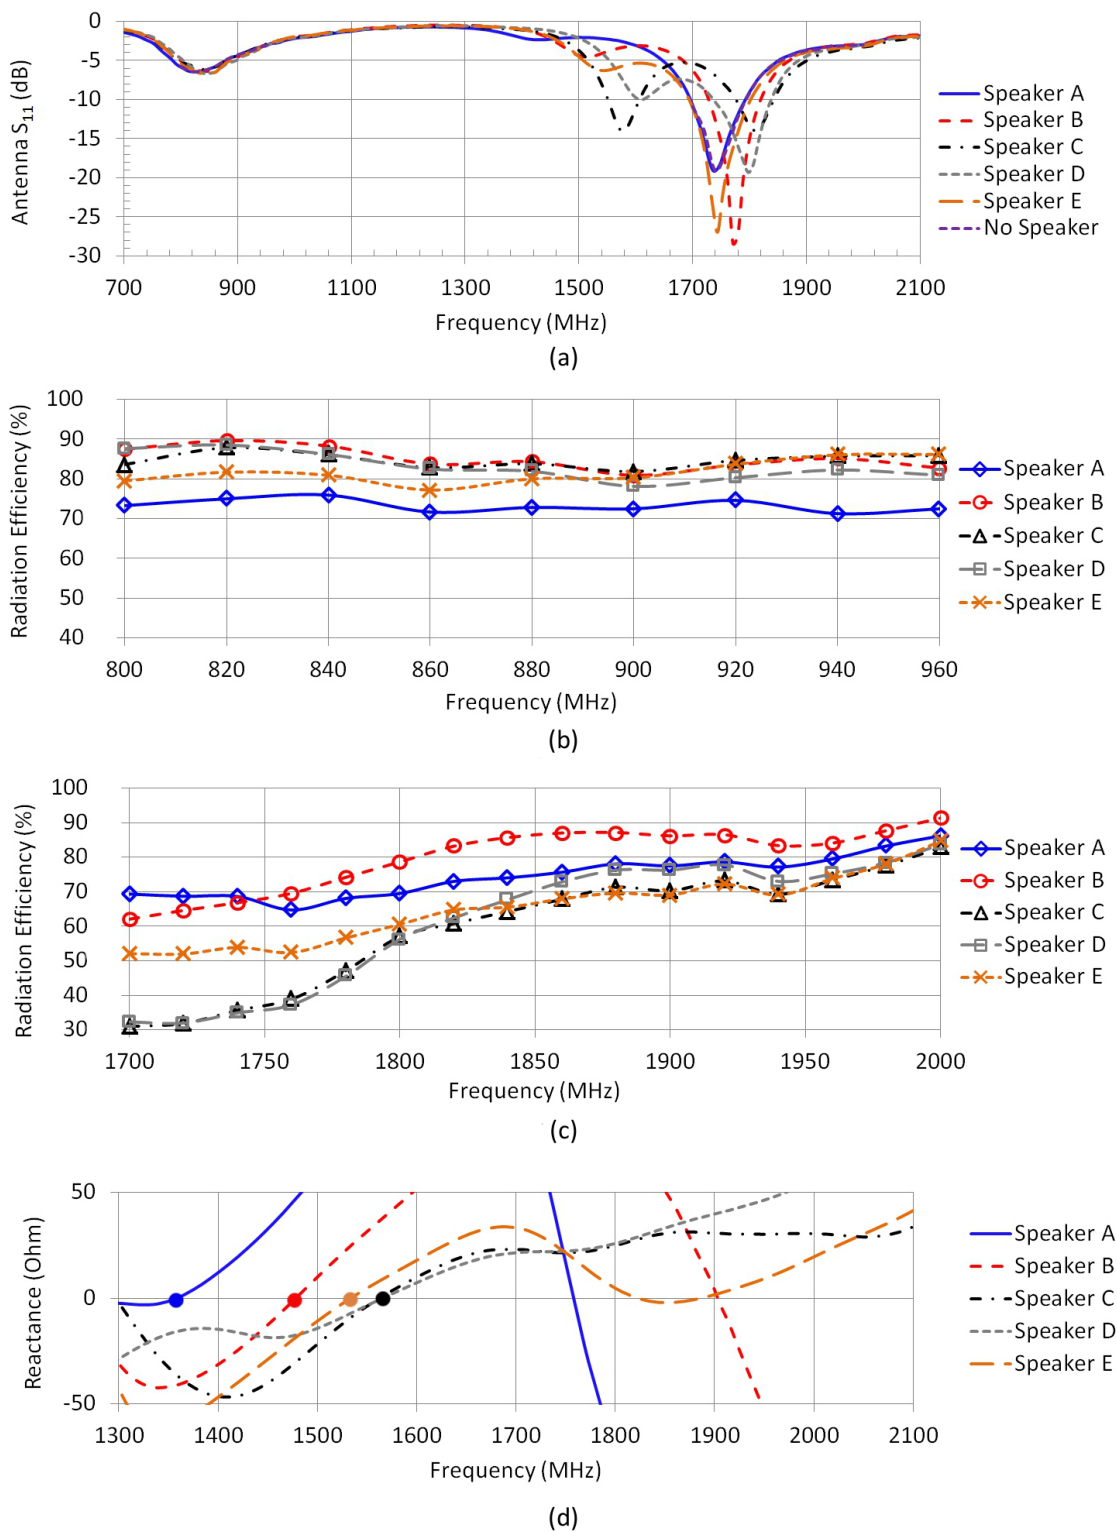 Antenna S11 (dB)
0
-5
-10
-15
-20
-25
-30
700 900 1100 1300 1500 1700 1900 2100
Frequency (MHz)
Speaker A
Speaker B
Speaker C
Speaker D
Speaker E
No Speaker
(a)
Radiation Efficiency (%)
100
90
80
70
60
50
40
800 820 840 860 880 900 920 940 960
Frequency (MHz)
Speaker A
Speaker B
Speaker C
Speaker D
Speaker E
(b)
Radiation Efficiency (%)
100
90
80
70
60
50
40
30
1700 1750 1800 1850 1900 1950 2000
Frequency (MHz)
Speaker A
Speaker B
Speaker C
Speaker D
Speaker E
(c)
Reactance (Ohm)
50
0
-50
1300 1400 1500 1600 1700 1800 1900 2000 2100
Frequency (MHz)
Speaker A
Speaker B
Speaker C
Speaker D
Speaker E
(d)